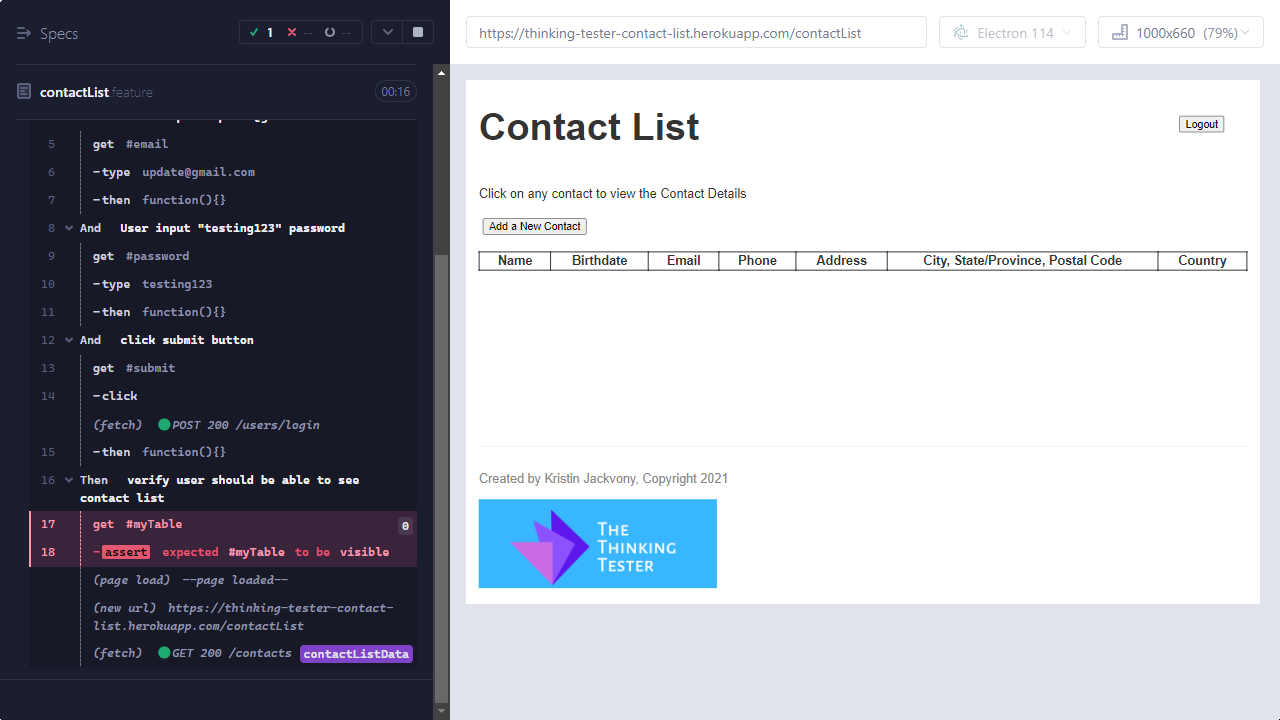 Specs
1
--
--
contactList feature
00:16
5 get #email
6 -type update@gmail.com
7 -then function(){}
8 And User input "testing123" password
9 get #password
10 -type testing123
11 -then function(){}
12 And click submit button
13 get #submit
14 -click
(fetch) POST 200 /users/login
15 -then function(){}
16 Then verify user should be able to see
contact list
17 get #myTable 0
18 -assert expected #myTable to be visible
(page load) --page loaded--
(new url) https://thinking-tester-contact-
list.herokuapp.com/contactList
(fetch) GET 200 /contacts contactListData
https://thinking-tester-contact-list.herokuapp.com/contactList
Electron 114
1000x660 (79%)
Contact List
Logout
Click on any contact to view the Contact Details
Add a New Contact
Name Birthdate Email Phone Address City, State/Province, Postal Code Country
Created by Kristin Jackvony, Copyright 2021
THE
THINKING
TESTER